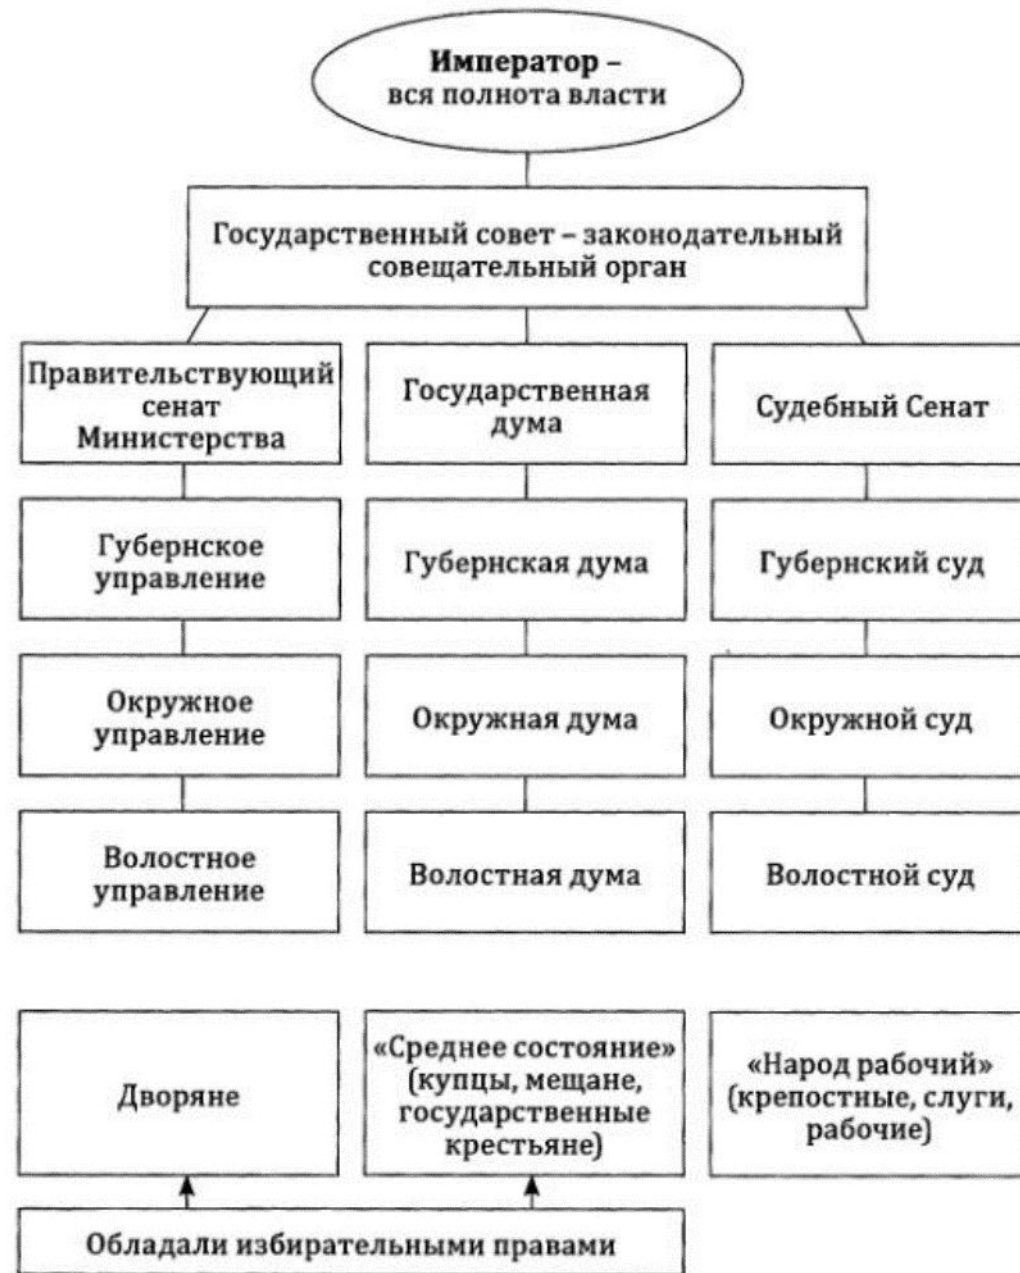 Император –
вся полнота власти
Государственный совет – законодательный
совещательный орган
Правительствующий
сенат
Министерства
Государственная
дума
Судебный Сенат
Губернское
управление
Губернская дума
Губернский суд
Окружное
управление
Окружная дума
Окружной суд
Волостное
управление
Волостная дума
Волостной суд
Дворяне
«Среднее состояние»
(купцы, мещане,
государственные
крестьяне)
«Народ рабочий»
(крепостные, слуги,
рабочие)
Обладали избирательными правами